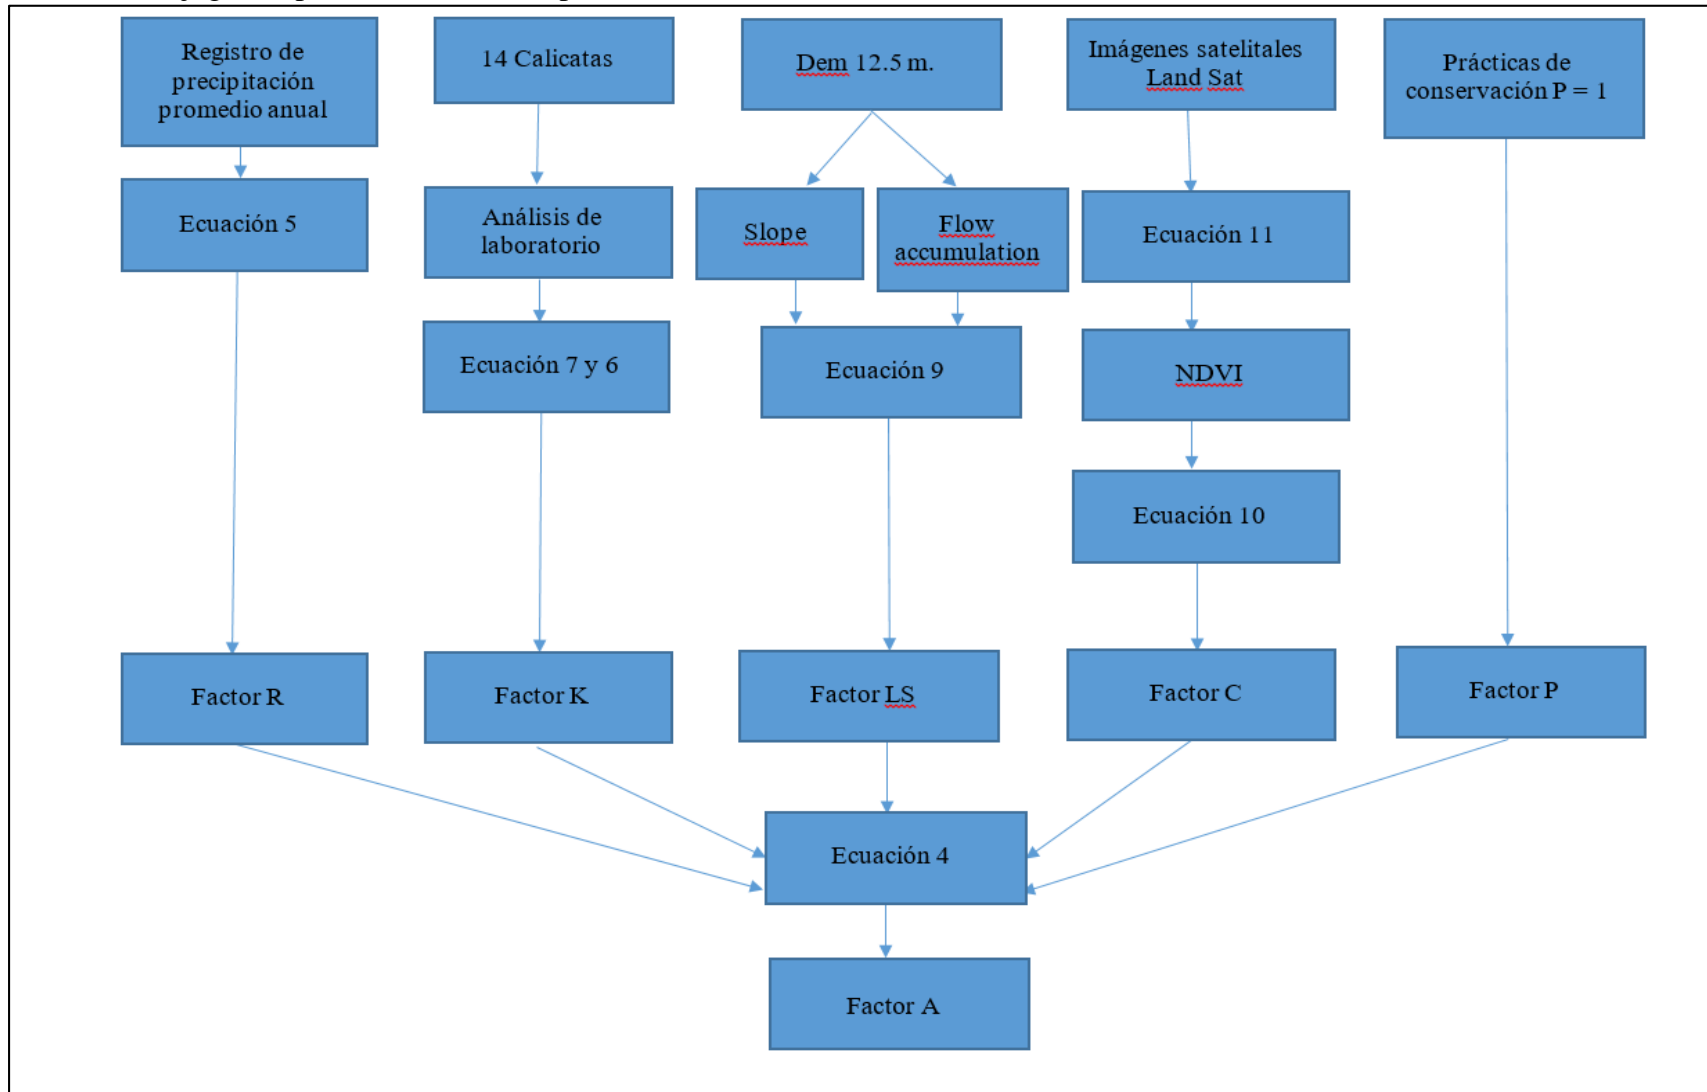 Registro de
precipitación
promedio anual
14 Calicatas
Dem 12.5 m.
Imágenes satelitales
Land Sat
Prácticas de
conservación P = 1
Ecuación 5
Análisis de
laboratorio
Slope
Flow
accumulation
Ecuación 11
Ecuación 7 y 6
Ecuación 9
NDVI
Ecuación 10
Factor R
Factor K
Factor LS
Factor C
Factor P
Ecuación 4
Factor A